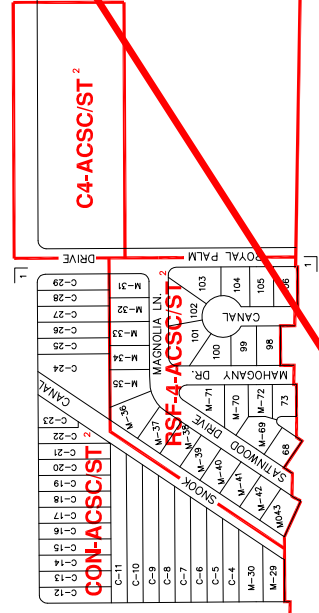 C4-ACSC/ST 2
DRIVE
ROYAL PALM
1
1
C-29
C-28
C-27
C-26
C-25
C-24
M-31
M-32
M-33
M-34
M-35
MAGNOLIA LN.
RSF-4-ACSC/ST 2
103
102
101
100
104
105
106
CANAL
99
98
MAHOGANY DR.
M-36
M-37
M-38
M-39
M-40
M-41
M-42
M043
M-71
M-70
M-72
73
M-69
68
SATINWOOD DRIVE
SNOOK
CANAL
C-23
C-22
C-21
C-20
C-19
C-18
C-17
C-16
C-15
C-14
C-13
C-12
CON-ACSC/ST 2
C-11
C-10
C-9
C-8
C-7
C-6
C-5
C-4
M-30
M-29